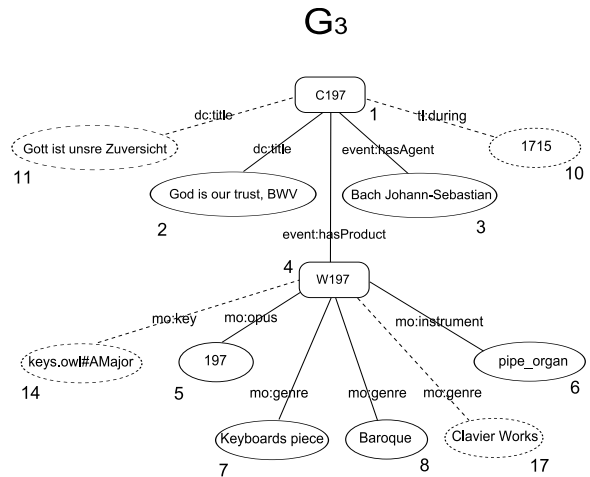 G3
C197
1
dc:title
tl:during
Gott ist unsre Zuversicht
11
dc:title
event:hasAgent
1715
10
God is our trust, BWV
2
Bach Johann-Sebastian
3
event:hasProduct
4
W197
mo:key
mo:opus
mo:instrument
keys.owl#AMajor
14
197
5
pipe_organ
6
mo:genre
mo:genre
mo:genre
Keyboards piece
7
Baroque
8
Clavier Works
17